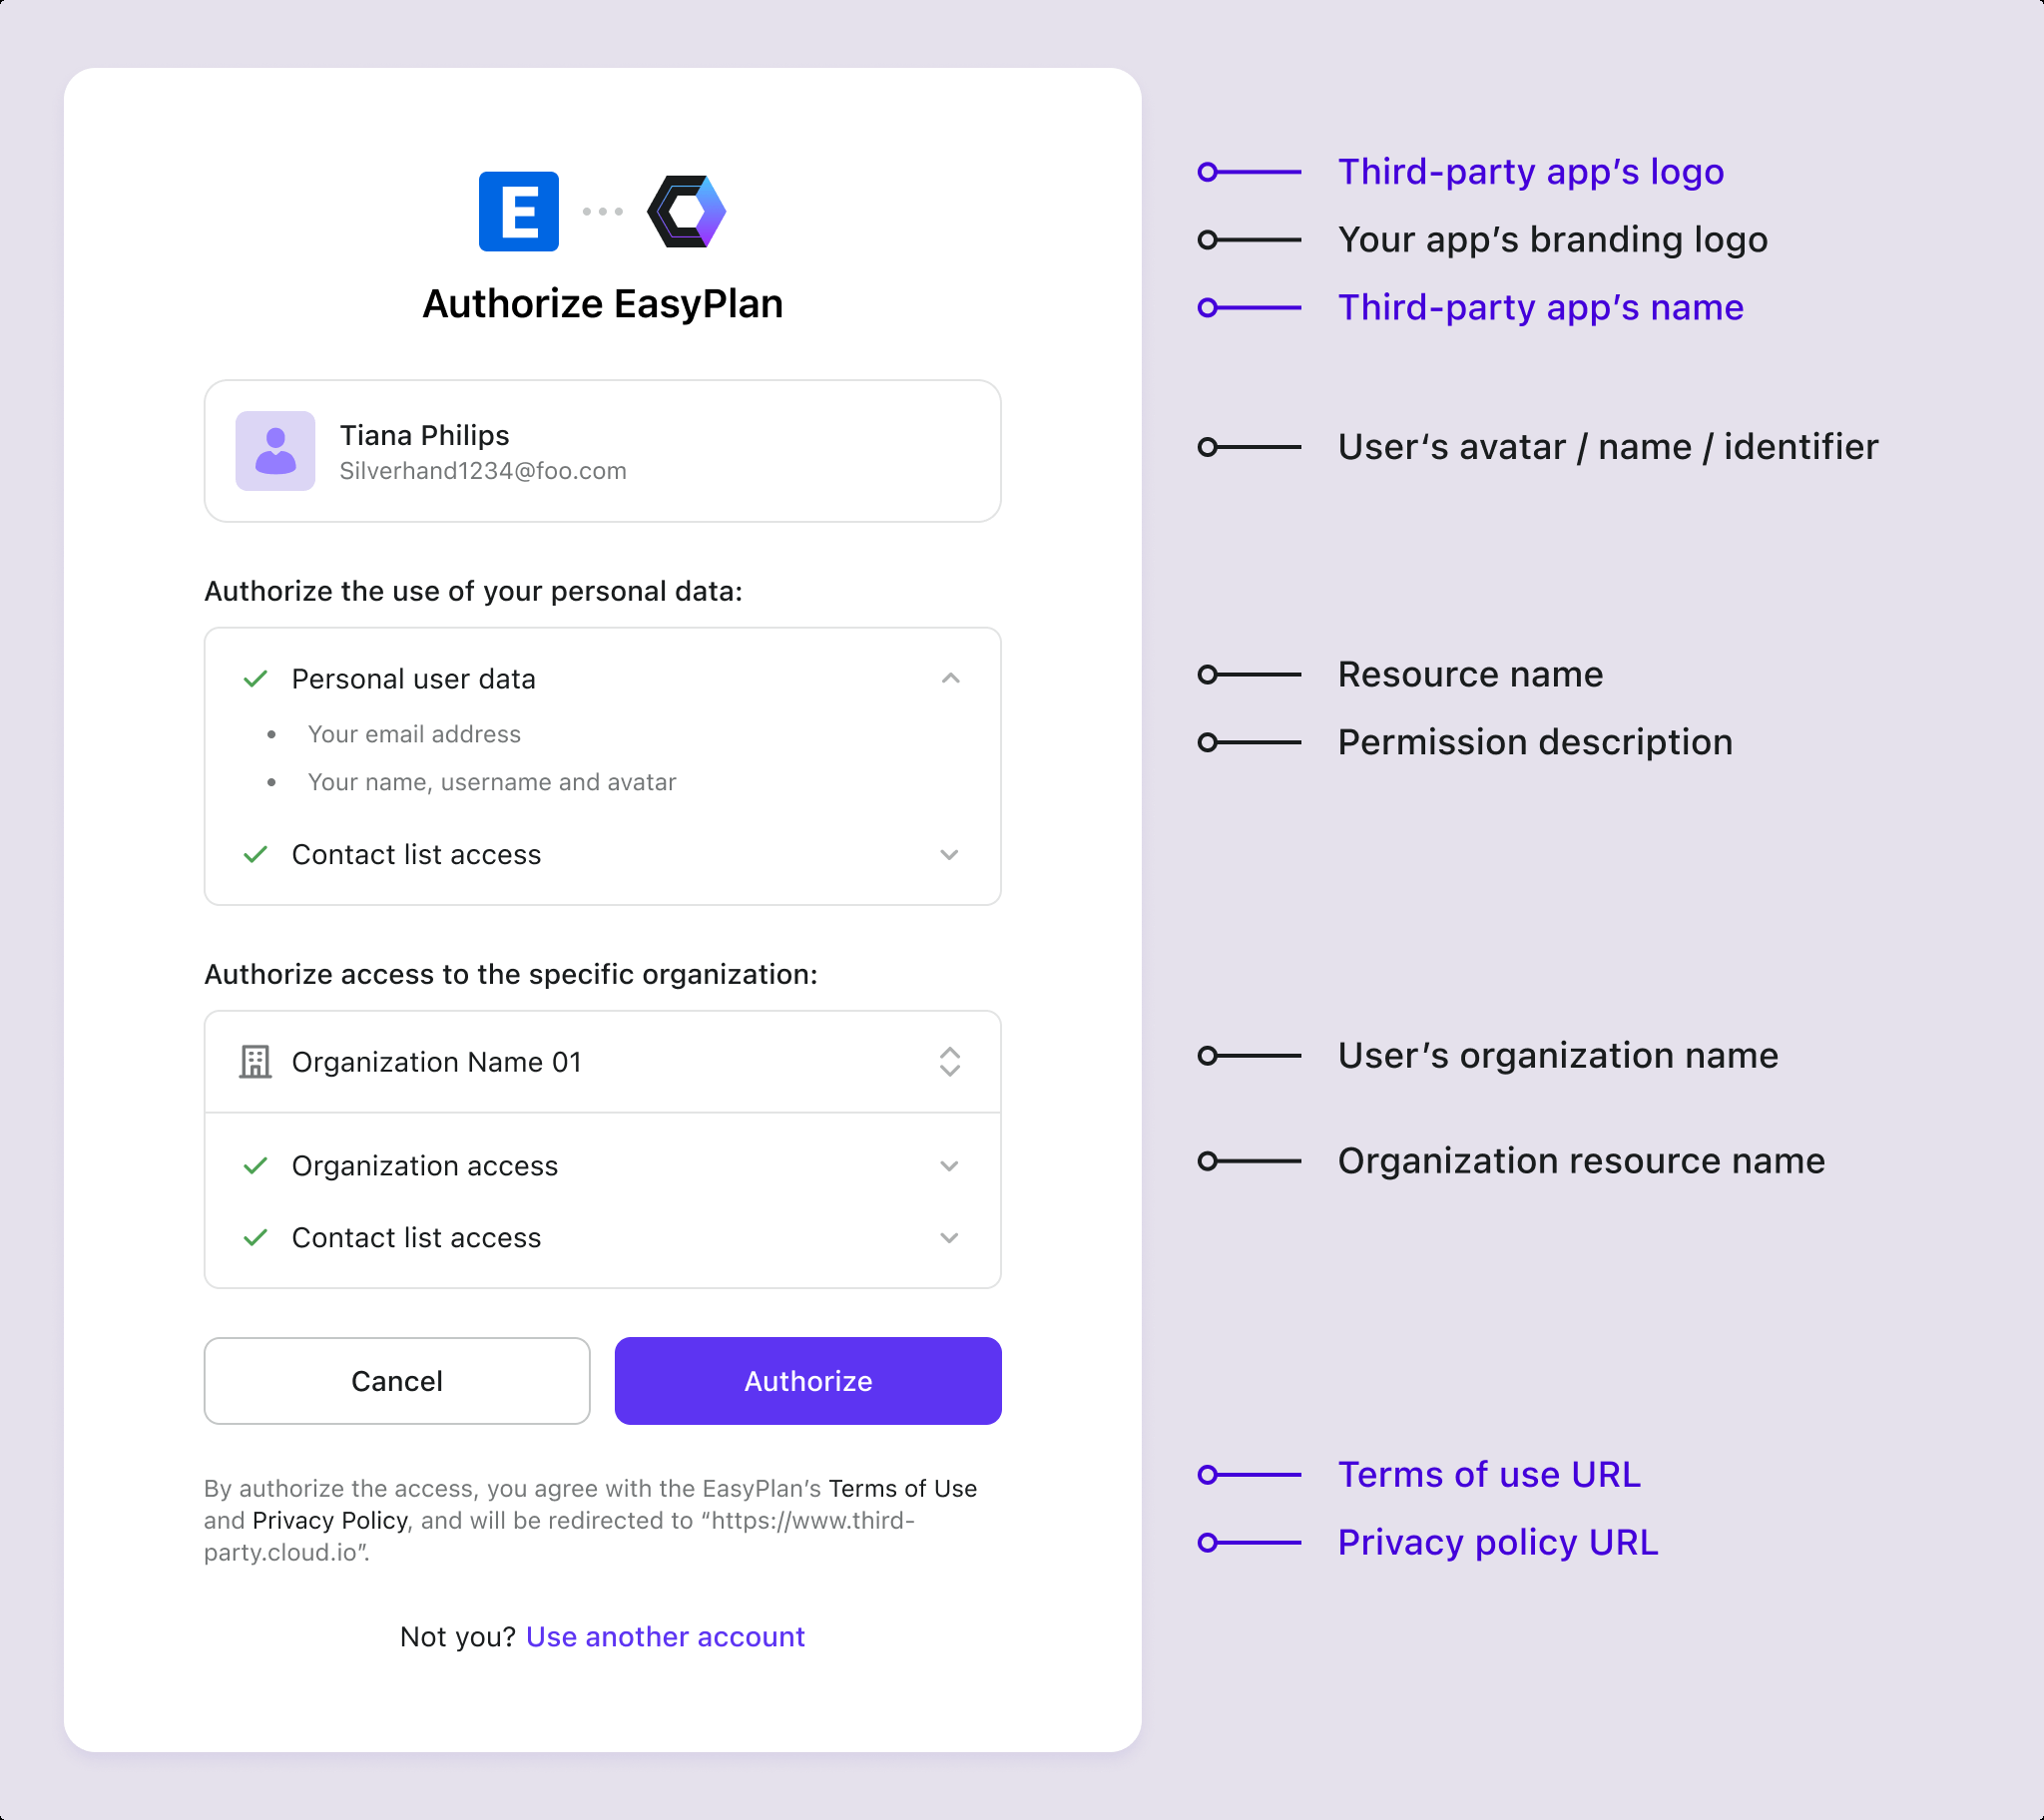 E
Authorize EasyPlan
Tiana Philips
Silverhand1234@foo.com
Authorize the use of your personal data:
Personal user data
• Your email address
• Your name, username and avatar
Contact list access
Authorize access to the specific organization:
Organization Name 01
Organization access
Contact list access
Cancel
Authorize
By authorize the access, you agree with the EasyPlan’s Terms of Use
and Privacy Policy, and will be redirected to “https://www.third-
party.cloud.io”.
Not you? Use another account
Third-party app’s logo
Your app’s branding logo
Third-party app’s name
User‘s avatar / name / identifier
Resource name
Permission description
User’s organization name
Organization resource name
Terms of use URL
Privacy policy URL